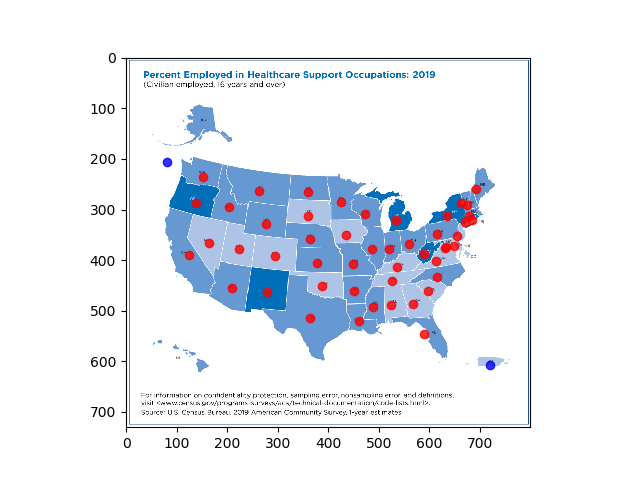 Percent Employed in Healthcare Support Occupations: 2019
(Civilian employed, 16 years and over)
0
100
200
300
400
500
600
700
For information on confidentiality protection, sampling error, nonsampling error, and definitions,
visit <www.census.gov/programs-surveys/acs/technical-documentation/code-lists.html>.
Source: U.S. Census Bureau, 2019 American Community Survey, 1-year estimates.
0 100 200 300 400 500 600 700